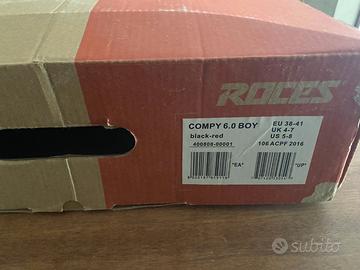 ROCES
COMPY 6.0 BOY
black-red
400808-00001
EU 38-41
UK 4-7
US 5-8
106 ACPF 2016
"EA"
"UP"
subito